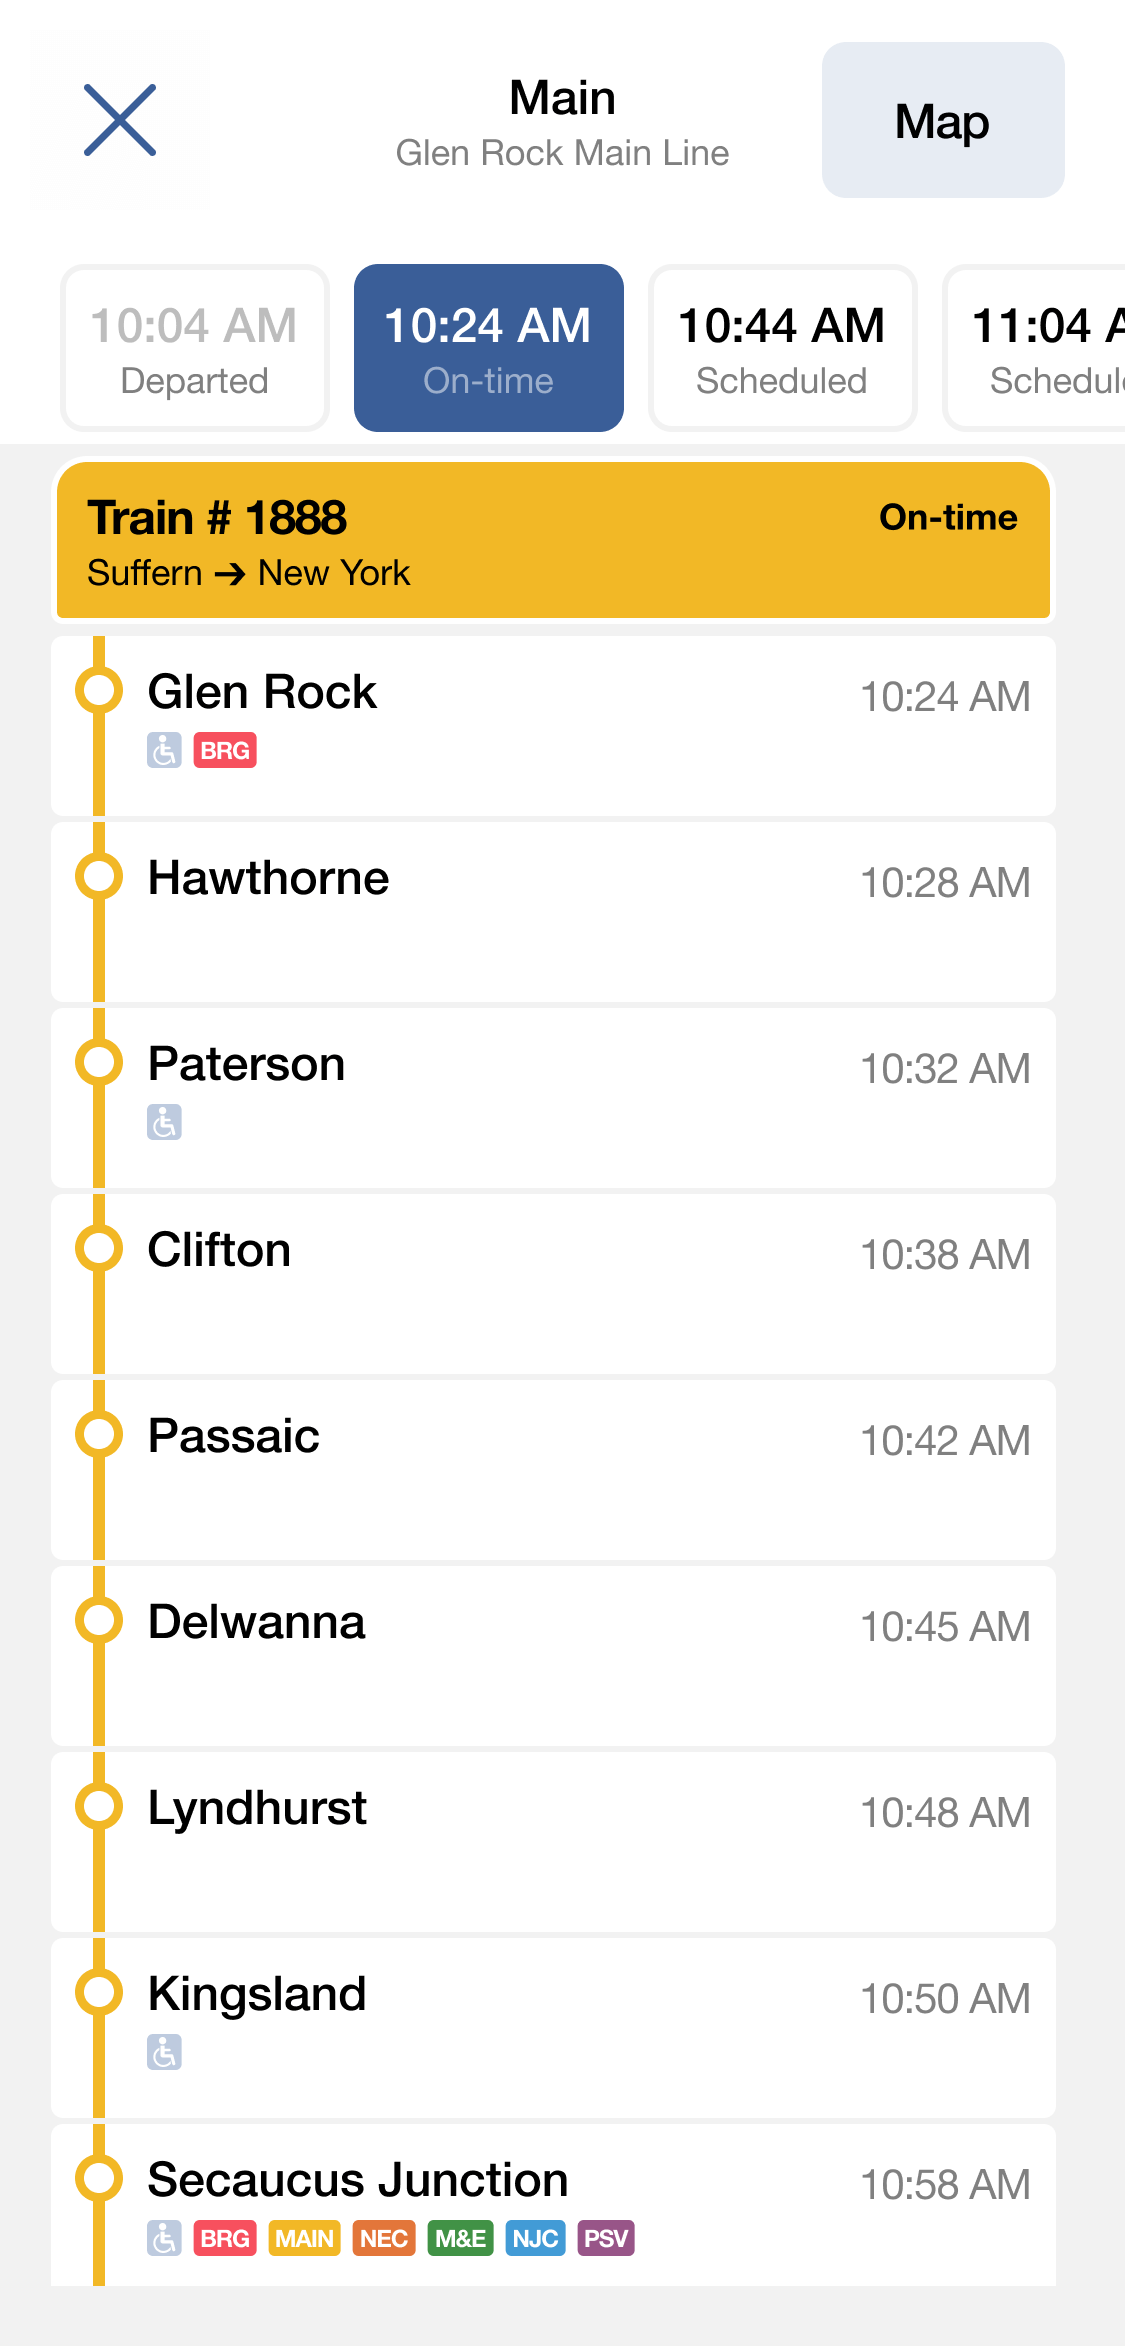 Main
Glen Rock Main Line
Map
10:04 AM
Departed
10:24 AM
On-time
10:44 AM
Scheduled
11:04 A
Schedul
Train # 1888
On-time
Suffern ➔ New York
Glen Rock
10:24 AM
BRG
Hawthorne
10:28 AM
Paterson
10:32 AM
Clifton
10:38 AM
Passaic
10:42 AM
Delwanna
10:45 AM
Lyndhurst
10:48 AM
Kingsland
10:50 AM
Secaucus Junction
10:58 AM
BRG MAIN NEC M&E NJC PSV